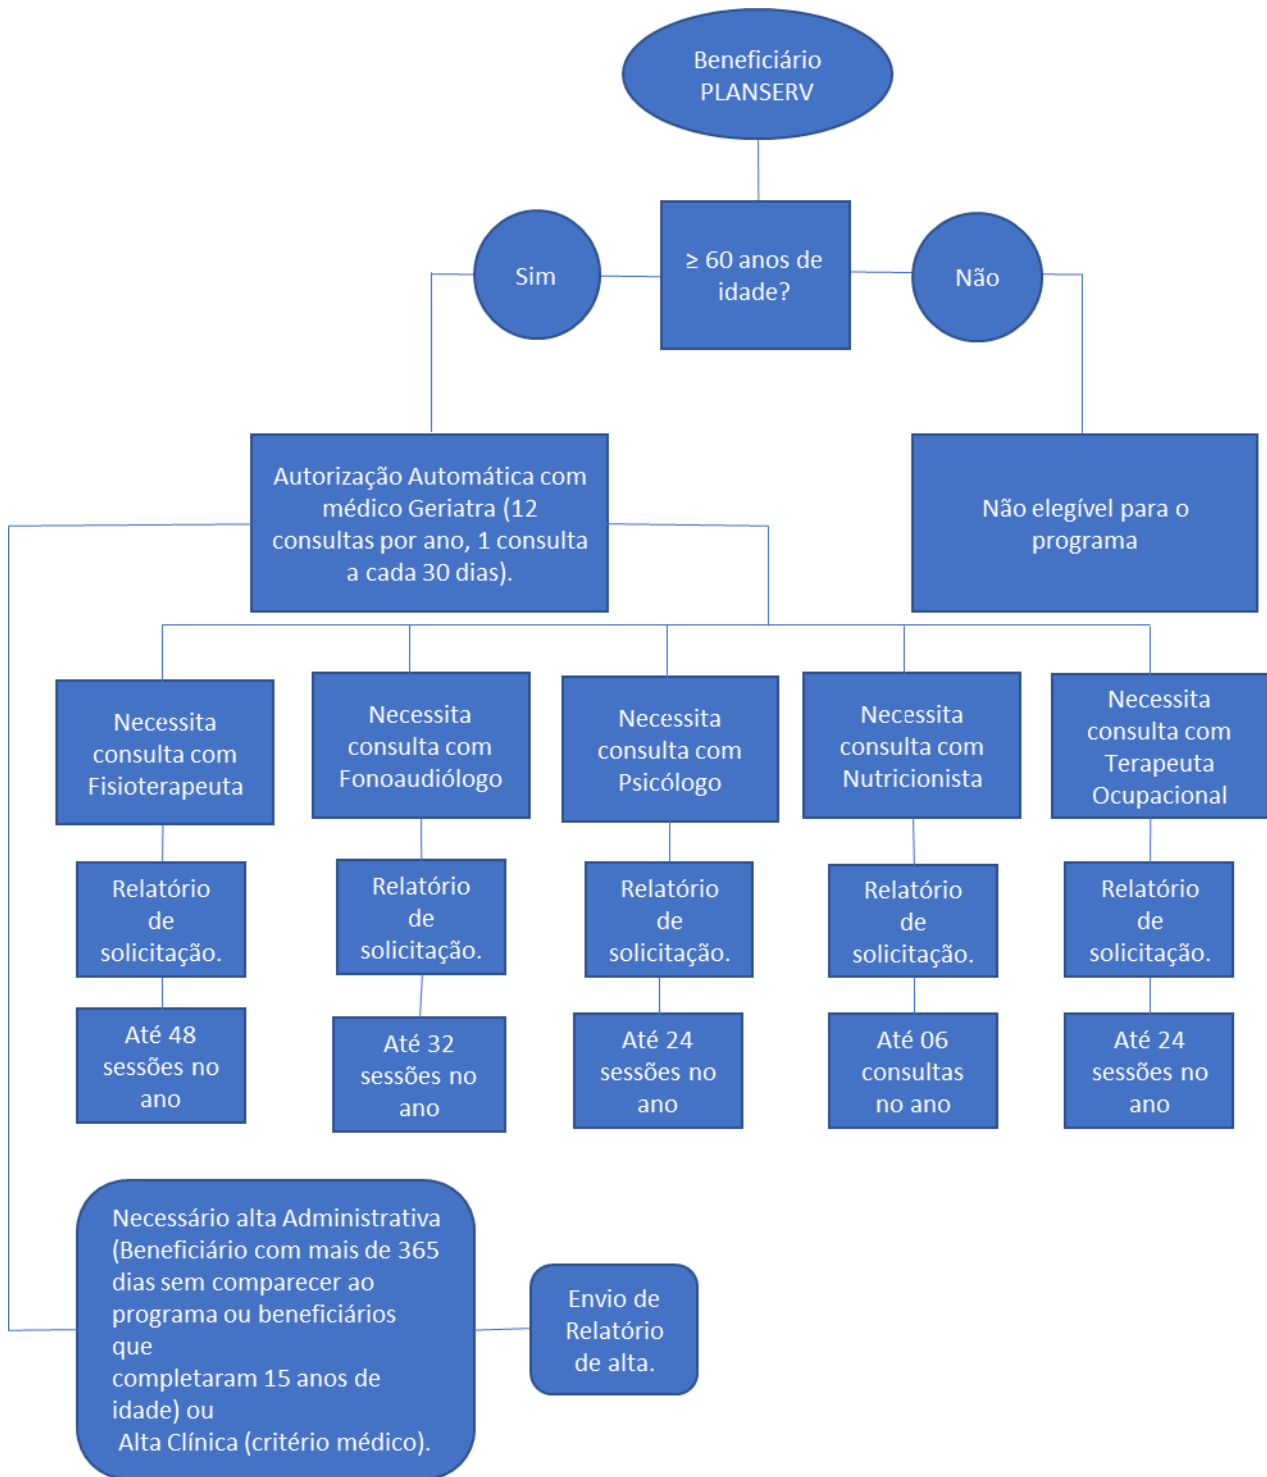 Beneficiário
PLANSERV
≥ 60 anos de
idade?
Sim
Não
Autorização Automática com
médico Geriatra (12
consultas por ano, 1 consulta
a cada 30 dias).
Não elegível para o
programa
Necessita
consulta com
Fisioterapeuta
Necessita
consulta com
Fonoaudiólogo
Necessita
consulta com
Psicólogo
Necessita
consulta com
Nutricionista
Necessita
consulta com
Terapeuta
Ocupacional
Relatório
de
solicitação.
Relatório
de
solicitação.
Relatório
de
solicitação.
Relatório
de
solicitação.
Relatório
de
solicitação.
Até 48
sessões no
ano
Até 32
sessões no
ano
Até 24
sessões no
ano
Até 06
consultas
no ano
Até 24
sessões no
ano
Necessário alta Administrativa
(Beneficiário com mais de 365
dias sem comparecer ao
programa ou beneficiários
que
completaram 15 anos de
idade) ou
Alta Clínica (critério médico).
Envio de
Relatório
de alta.